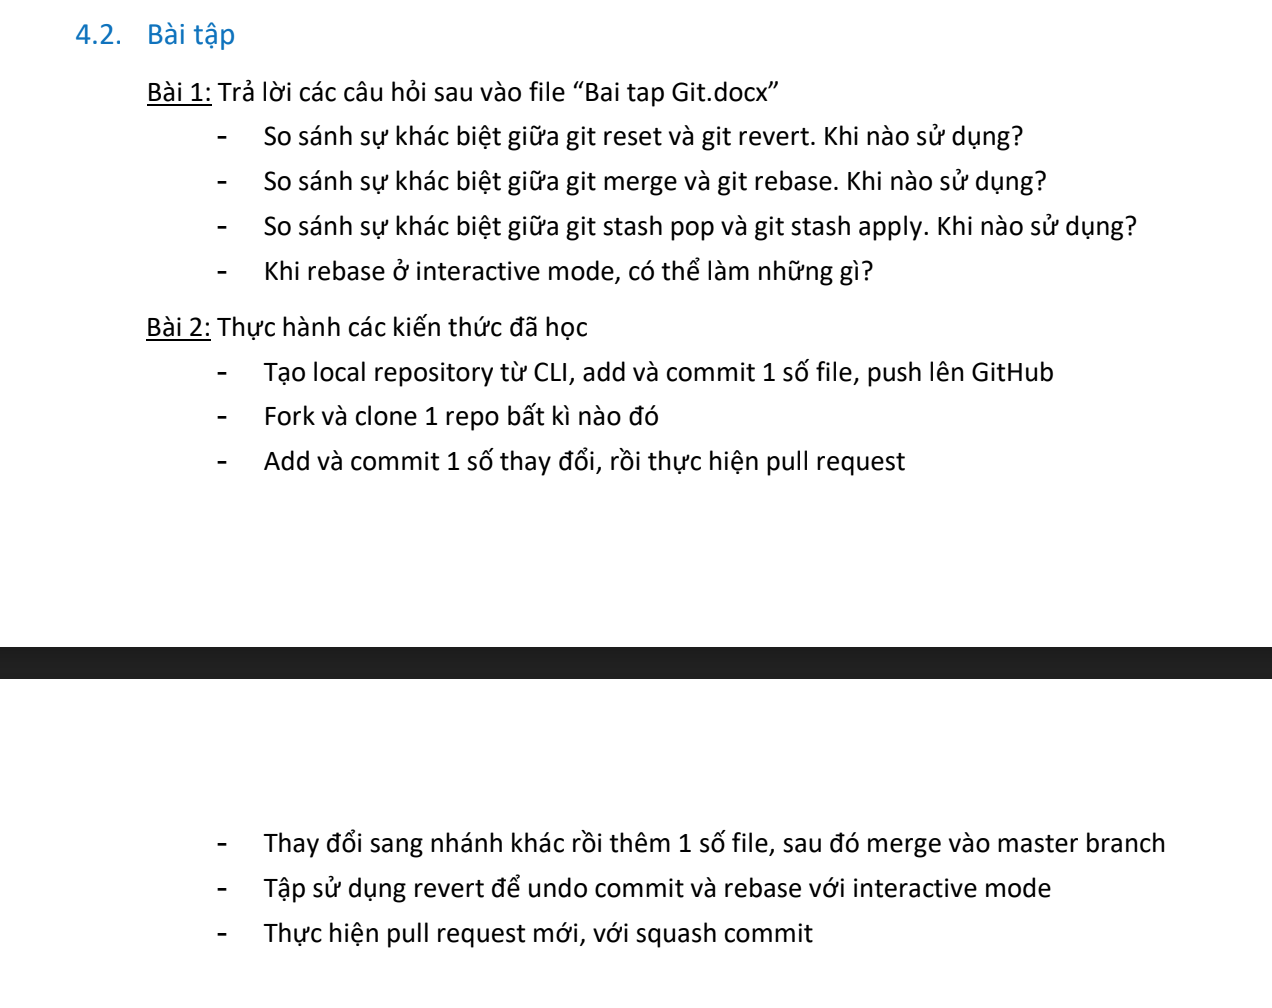 4.2. Bài tập
Bài 1: Trả lời các câu hỏi sau vào file “Bai tap Git.docx”
- So sánh sự khác biệt giữa git reset và git revert. Khi nào sử dụng?
- So sánh sự khác biệt giữa git merge và git rebase. Khi nào sử dụng?
- So sánh sự khác biệt giữa git stash pop và git stash apply. Khi nào sử dụng?
- Khi rebase ở interactive mode, có thể làm những gì?
Bài 2: Thực hành các kiến thức đã học
- Tạo local repository từ CLI, add và commit 1 số file, push lên GitHub
- Fork và clone 1 repo bất kì nào đó
- Add và commit 1 số thay đổi, rồi thực hiện pull request
- Thay đổi sang nhánh khác rồi thêm 1 số file, sau đó merge vào master branch
- Tập sử dụng revert để undo commit và rebase với interactive mode
- Thực hiện pull request mới, với squash commit